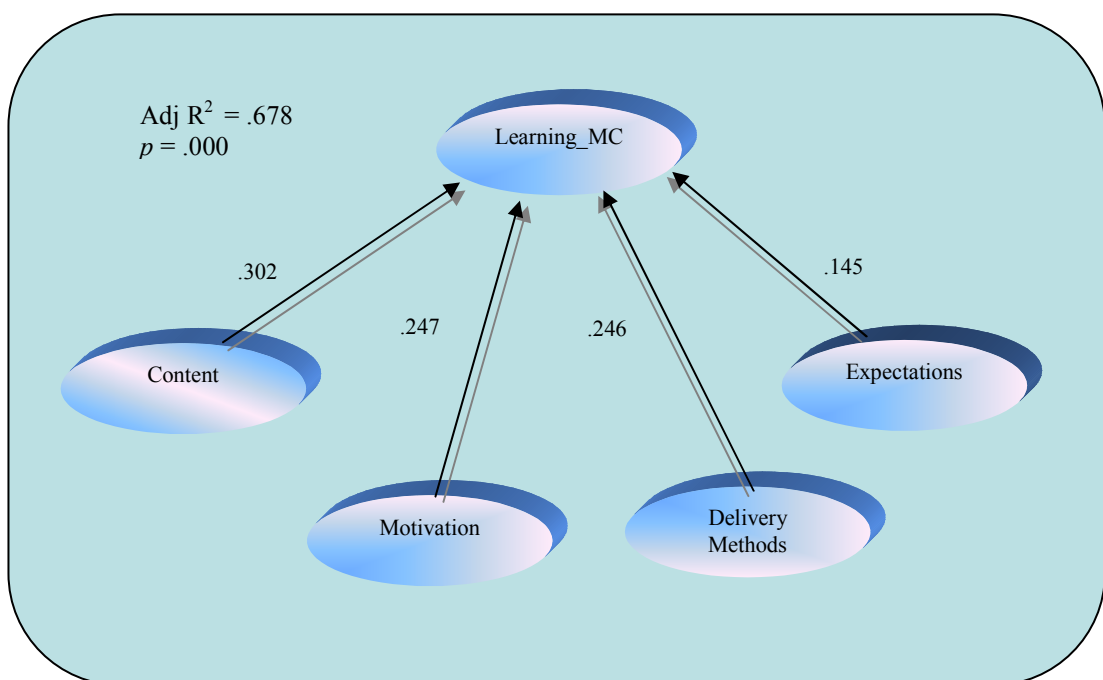 Adj R² = .678
p = .000
Learning_MC
.302
.247
.246
.145
Content
Expectations
Motivation
Delivery
Methods